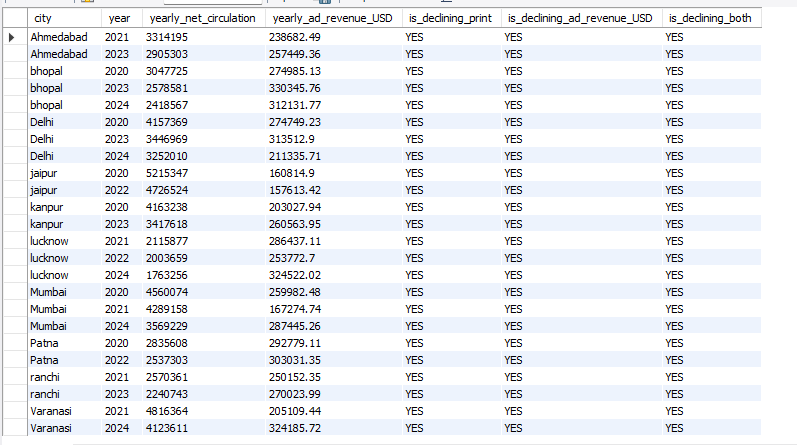 city year yearly_net_circulation yearly_ad_revenue_USD is_declining_print is_declining_ad_revenue_USD is_declining_both
Ahmedabad 2021 3314195 238682.49 YES YES YES
Ahmedabad 2023 2905303 257449.36 YES YES YES
bhopal 2020 3047725 274985.13 YES YES YES
bhopal 2023 2578581 330345.76 YES YES YES
bhopal 2024 2418567 312131.77 YES YES YES
Delhi 2020 4157369 274749.23 YES YES YES
Delhi 2023 3446969 313512.9 YES YES YES
Delhi 2024 3252010 211335.71 YES YES YES
jaipur 2020 5215347 160814.9 YES YES YES
jaipur 2022 4726524 157613.42 YES YES YES
kanpur 2020 4163238 203027.94 YES YES YES
kanpur 2023 3417618 260563.95 YES YES YES
lucknow 2021 2115877 286437.11 YES YES YES
lucknow 2022 2003659 253772.7 YES YES YES
lucknow 2024 1763256 324522.02 YES YES YES
Mumbai 2020 4560074 259982.48 YES YES YES
Mumbai 2021 4289158 167274.74 YES YES YES
Mumbai 2024 3569229 287445.26 YES YES YES
Patna 2020 2835608 292779.11 YES YES YES
Patna 2022 2537303 303031.35 YES YES YES
ranchi 2021 2570361 250152.35 YES YES YES
ranchi 2023 2240743 270023.99 YES YES YES
Varanasi 2021 4816364 205109.44 YES YES YES
Varanasi 2024 4123611 324185.72 YES YES YES